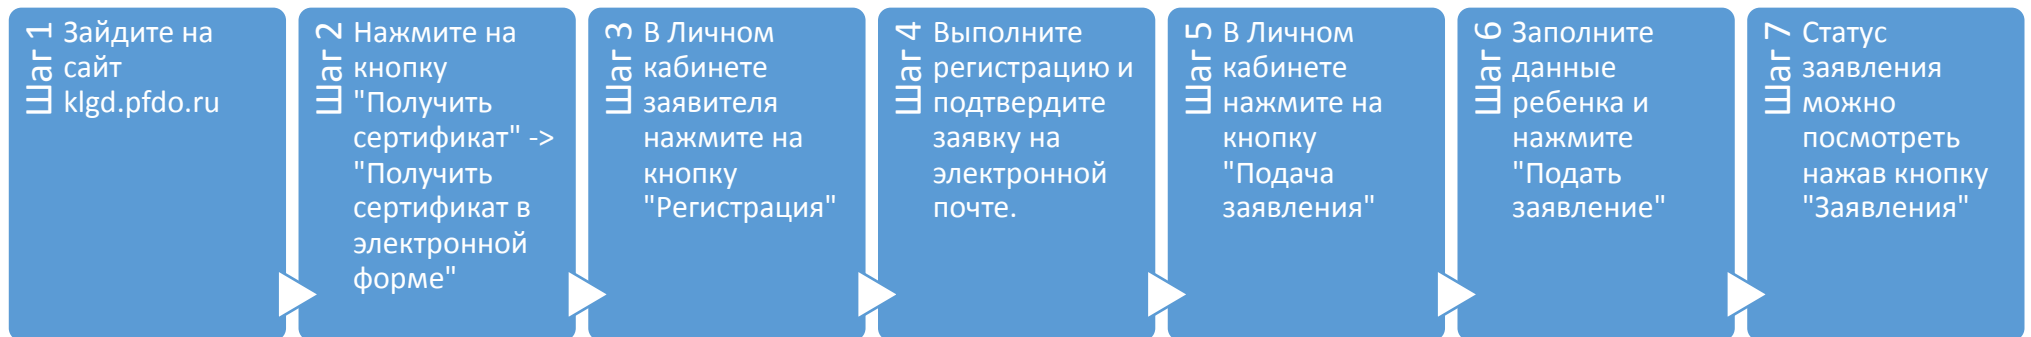 Шаг 1
Зайдите на
сайт
klgd.pfdo.ru
Шаг 2
Нажмите на
кнопку
"Получить
сертификат" ->
"Получить
сертификат в
электронной
форме"
Шаг 3
В Личном
кабинете
заявителя
нажмите на
кнопку
"Регистрация"
Шаг 4
Выполните
регистрацию и
подтвердите
заявку на
электронной
почте.
Шаг 5
В Личном
кабинете
нажмите на
кнопку
"Подача
заявления"
Шаг 6
Заполните
данные
ребенка и
нажмите
"Подать
заявление"
Шаг 7
Статус
заявления
можно
посмотреть
нажав кнопку
"Заявления"